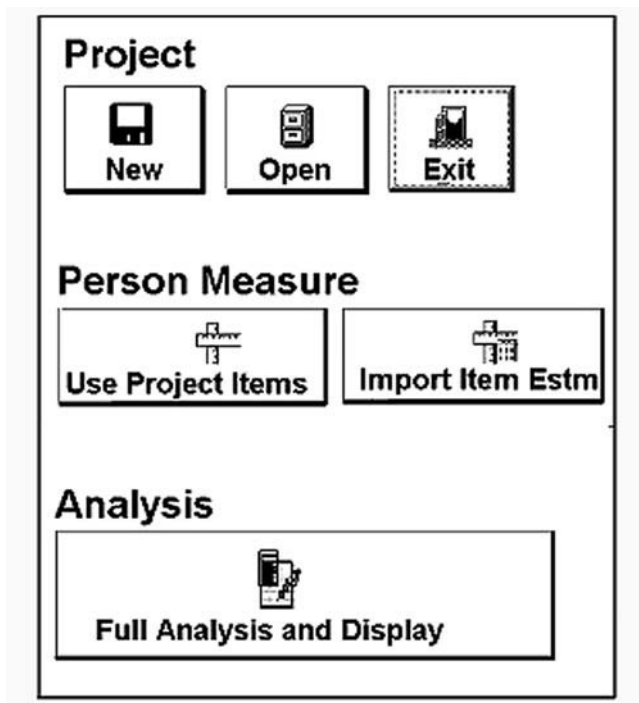 Project
New Open Exit
Person Measure
Use Project Items Import Item Estm
Analysis
Full Analysis and Display